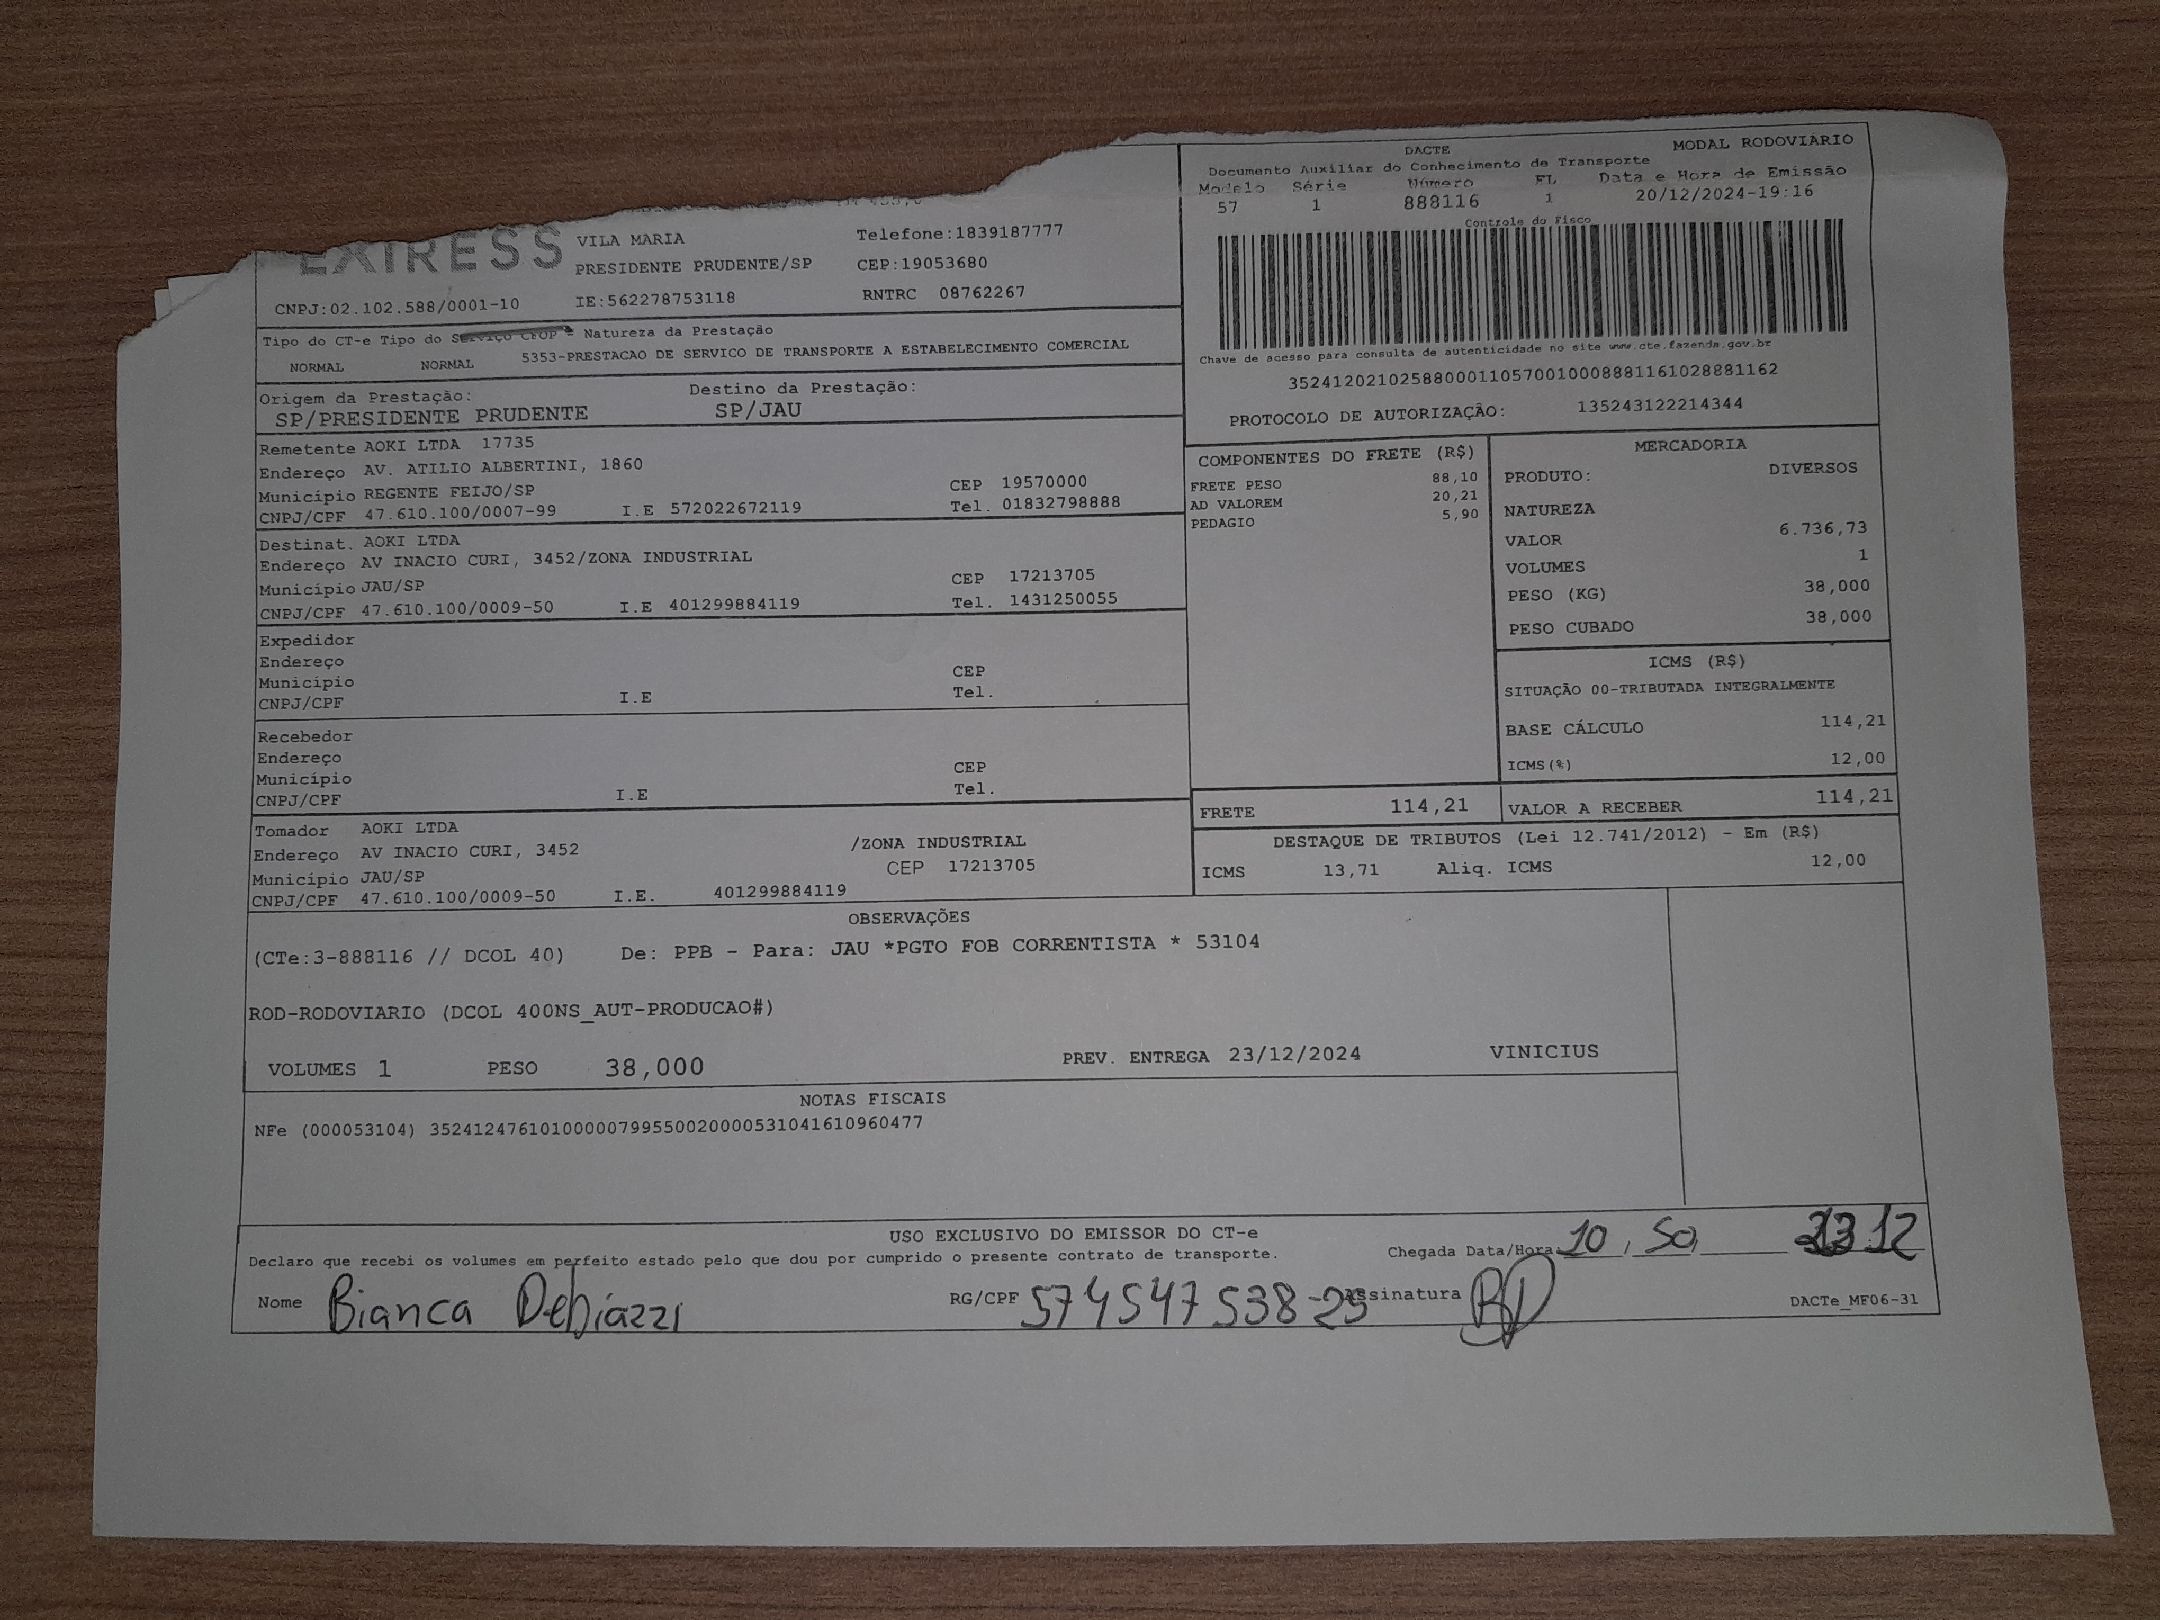 EXPRESS
VILA MARIA Telefone:1839187777
PRESIDENTE PRUDENTE/SP CEP:19053680
CNPJ:02.102.588/0001-10 IE:562278753118 RNTRC 08762267
Tipo do CT-e Tipo do Serviço CFOP - Natureza da Prestação
NORMAL NORMAL 5353-PRESTACAO DE SERVICO DE TRANSPORTE A ESTABELECIMENTO COMERCIAL
Origem da Prestação: Destino da Prestação:
SP/PRESIDENTE PRUDENTE SP/JAU
DACTE MODAL RODOVIÁRIO
Documento Auxiliar do Conhecimento de Transporte
Modelo Série Número FL Data e Hora de Emissão
57 1 888116 1 20/12/2024-19:16
Controle do Fisco
Chave de acesso para consulta de autenticidade no site www.cte.fazenda.gov.br
35241202102588000110570010008881161028881162
PROTOCOLO DE AUTORIZAÇÃO: 135243122214344
Remetente AOKI LTDA 17735
Endereço AV. ATILIO ALBERTINI, 1860
Município REGENTE FEIJO/SP CEP 19570000
CNPJ/CPF 47.610.100/0007-99 I.E 572022672119 Tel. 01832798888
Destinat. AOKI LTDA
Endereço AV INACIO CURI, 3452/ZONA INDUSTRIAL
Município JAU/SP CEP 17213705
CNPJ/CPF 47.610.100/0009-50 I.E 401299884119 Tel. 1431250055
Expedidor
Endereço
Município CEP
CNPJ/CPF I.E Tel.
Recebedor
Endereço
Município CEP
CNPJ/CPF I.E Tel.
Tomador AOKI LTDA
Endereço AV INACIO CURI, 3452 /ZONA INDUSTRIAL
Município JAU/SP CEP 17213705
CNPJ/CPF 47.610.100/0009-50 I.E. 401299884119
COMPONENTES DO FRETE (R$)
FRETE PESO 88,10
AD VALOREM 20,21
PEDAGIO 5,90
MERCADORIA
PRODUTO: DIVERSOS
NATUREZA
VALOR 6.736,73
VOLUMES 1
PESO (KG) 38,000
PESO CUBADO 38,000
ICMS (R$)
SITUAÇÃO 00-TRIBUTADA INTEGRALMENTE
BASE CÁLCULO 114,21
ICMS(%) 12,00
FRETE 114,21 VALOR A RECEBER 114,21
DESTAQUE DE TRIBUTOS (Lei 12.741/2012) - Em (R$)
ICMS 13,71 Aliq. ICMS 12,00
OBSERVAÇÕES
(CTe:3-888116 // DCOL 40) De: PPB - Para: JAU *PGTO FOB CORRENTISTA * 53104
ROD-RODOVIARIO (DCOL 400NS_AUT-PRODUCAO#)
VOLUMES 1 PESO 38,000 PREV. ENTREGA 23/12/2024 VINICIUS
NOTAS FISCAIS
NFe (000053104) 35241247610100000799550020000531041610960477
USO EXCLUSIVO DO EMISSOR DO CT-e
Declaro que recebi os volumes em perfeito estado pelo que dou por cumprido o presente contrato de transporte. Chegada Data/Hora 10, 50, 23 12
Nome Bianca Debiazzi RG/CPF 574547538-25 Assinatura BD DACTe_MF06-31